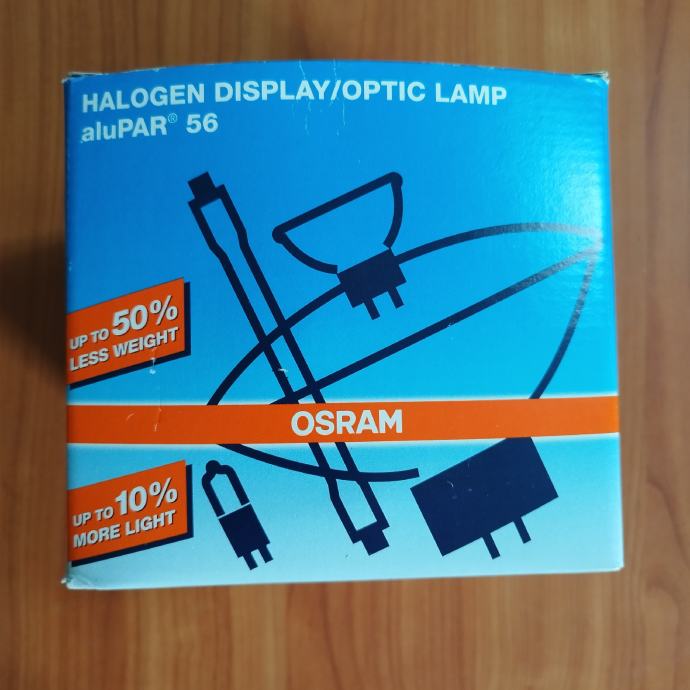 HALOGEN DISPLAY/OPTIC LAMP
aluPAR® 56
UP TO 50%
LESS WEIGHT
OSRAM
UP TO 10%
MORE LIGHT